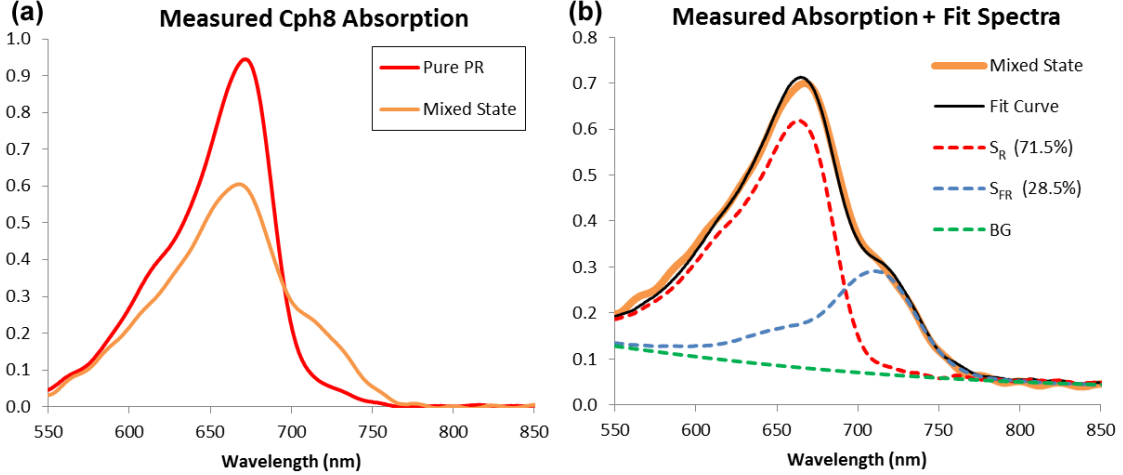 (a)
Measured Cph8 Absorption
1.0
0.9
0.8
0.7
0.6
0.5
0.4
0.3
0.2
0.1
0.0
Pure PR
Mixed State
550 600 650 700 750 800 850
Wavelength (nm)
(b)
Measured Absorption + Fit Spectra
0.8
0.7
0.6
0.5
0.4
0.3
0.2
0.1
0.0
Mixed State
Fit Curve
SR (71.5%)
SFR (28.5%)
BG
550 600 650 700 750 800 850
Wavelength (nm)